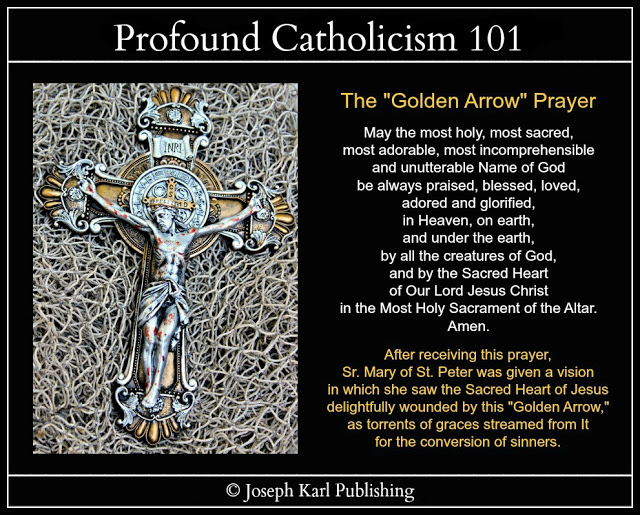 Profound Catholicism 101
INRI
The "Golden Arrow" Prayer
May the most holy, most sacred,
most adorable, most incomprehensible
and unutterable Name of God
be always praised, blessed, loved,
adored and glorified,
in Heaven, on earth,
and under the earth,
by all the creatures of God,
and by the Sacred Heart
of Our Lord Jesus Christ
in the Most Holy Sacrament of the Altar.
Amen.
After receiving this prayer,
Sr. Mary of St. Peter was given a vision
in which she saw the Sacred Heart of Jesus
delightfully wounded by this "Golden Arrow,"
as torrents of graces streamed from It
for the conversion of sinners.
© Joseph Karl Publishing